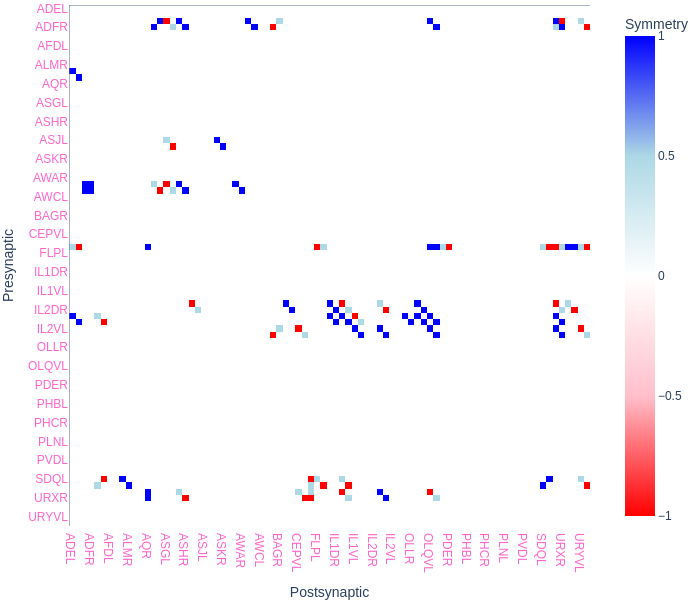 Symmetry
1
0.5
0
−0.5
−1
Presynaptic
ADEL
ADFR
AFDL
ALMR
AQR
ASGL
ASHR
ASJL
ASKR
AWAR
AWCL
BAGR
CEPVL
FLPL
IL1DR
IL1VL
IL2DR
IL2VL
OLLR
OLQVL
PDER
PHBL
PHCR
PLNL
PVDL
SDQL
URXR
URYVL
ADEL
ADFR
AFDL
ALMR
AQR
ASGL
ASHR
ASJL
ASKR
AWAR
AWCL
BAGR
CEPVL
FLPL
IL1DR
IL1VL
IL2DR
IL2VL
OLLR
OLQVL
PDER
PHBL
PHCR
PLNL
PVDL
SDQL
URXR
URYVL
Postsynaptic